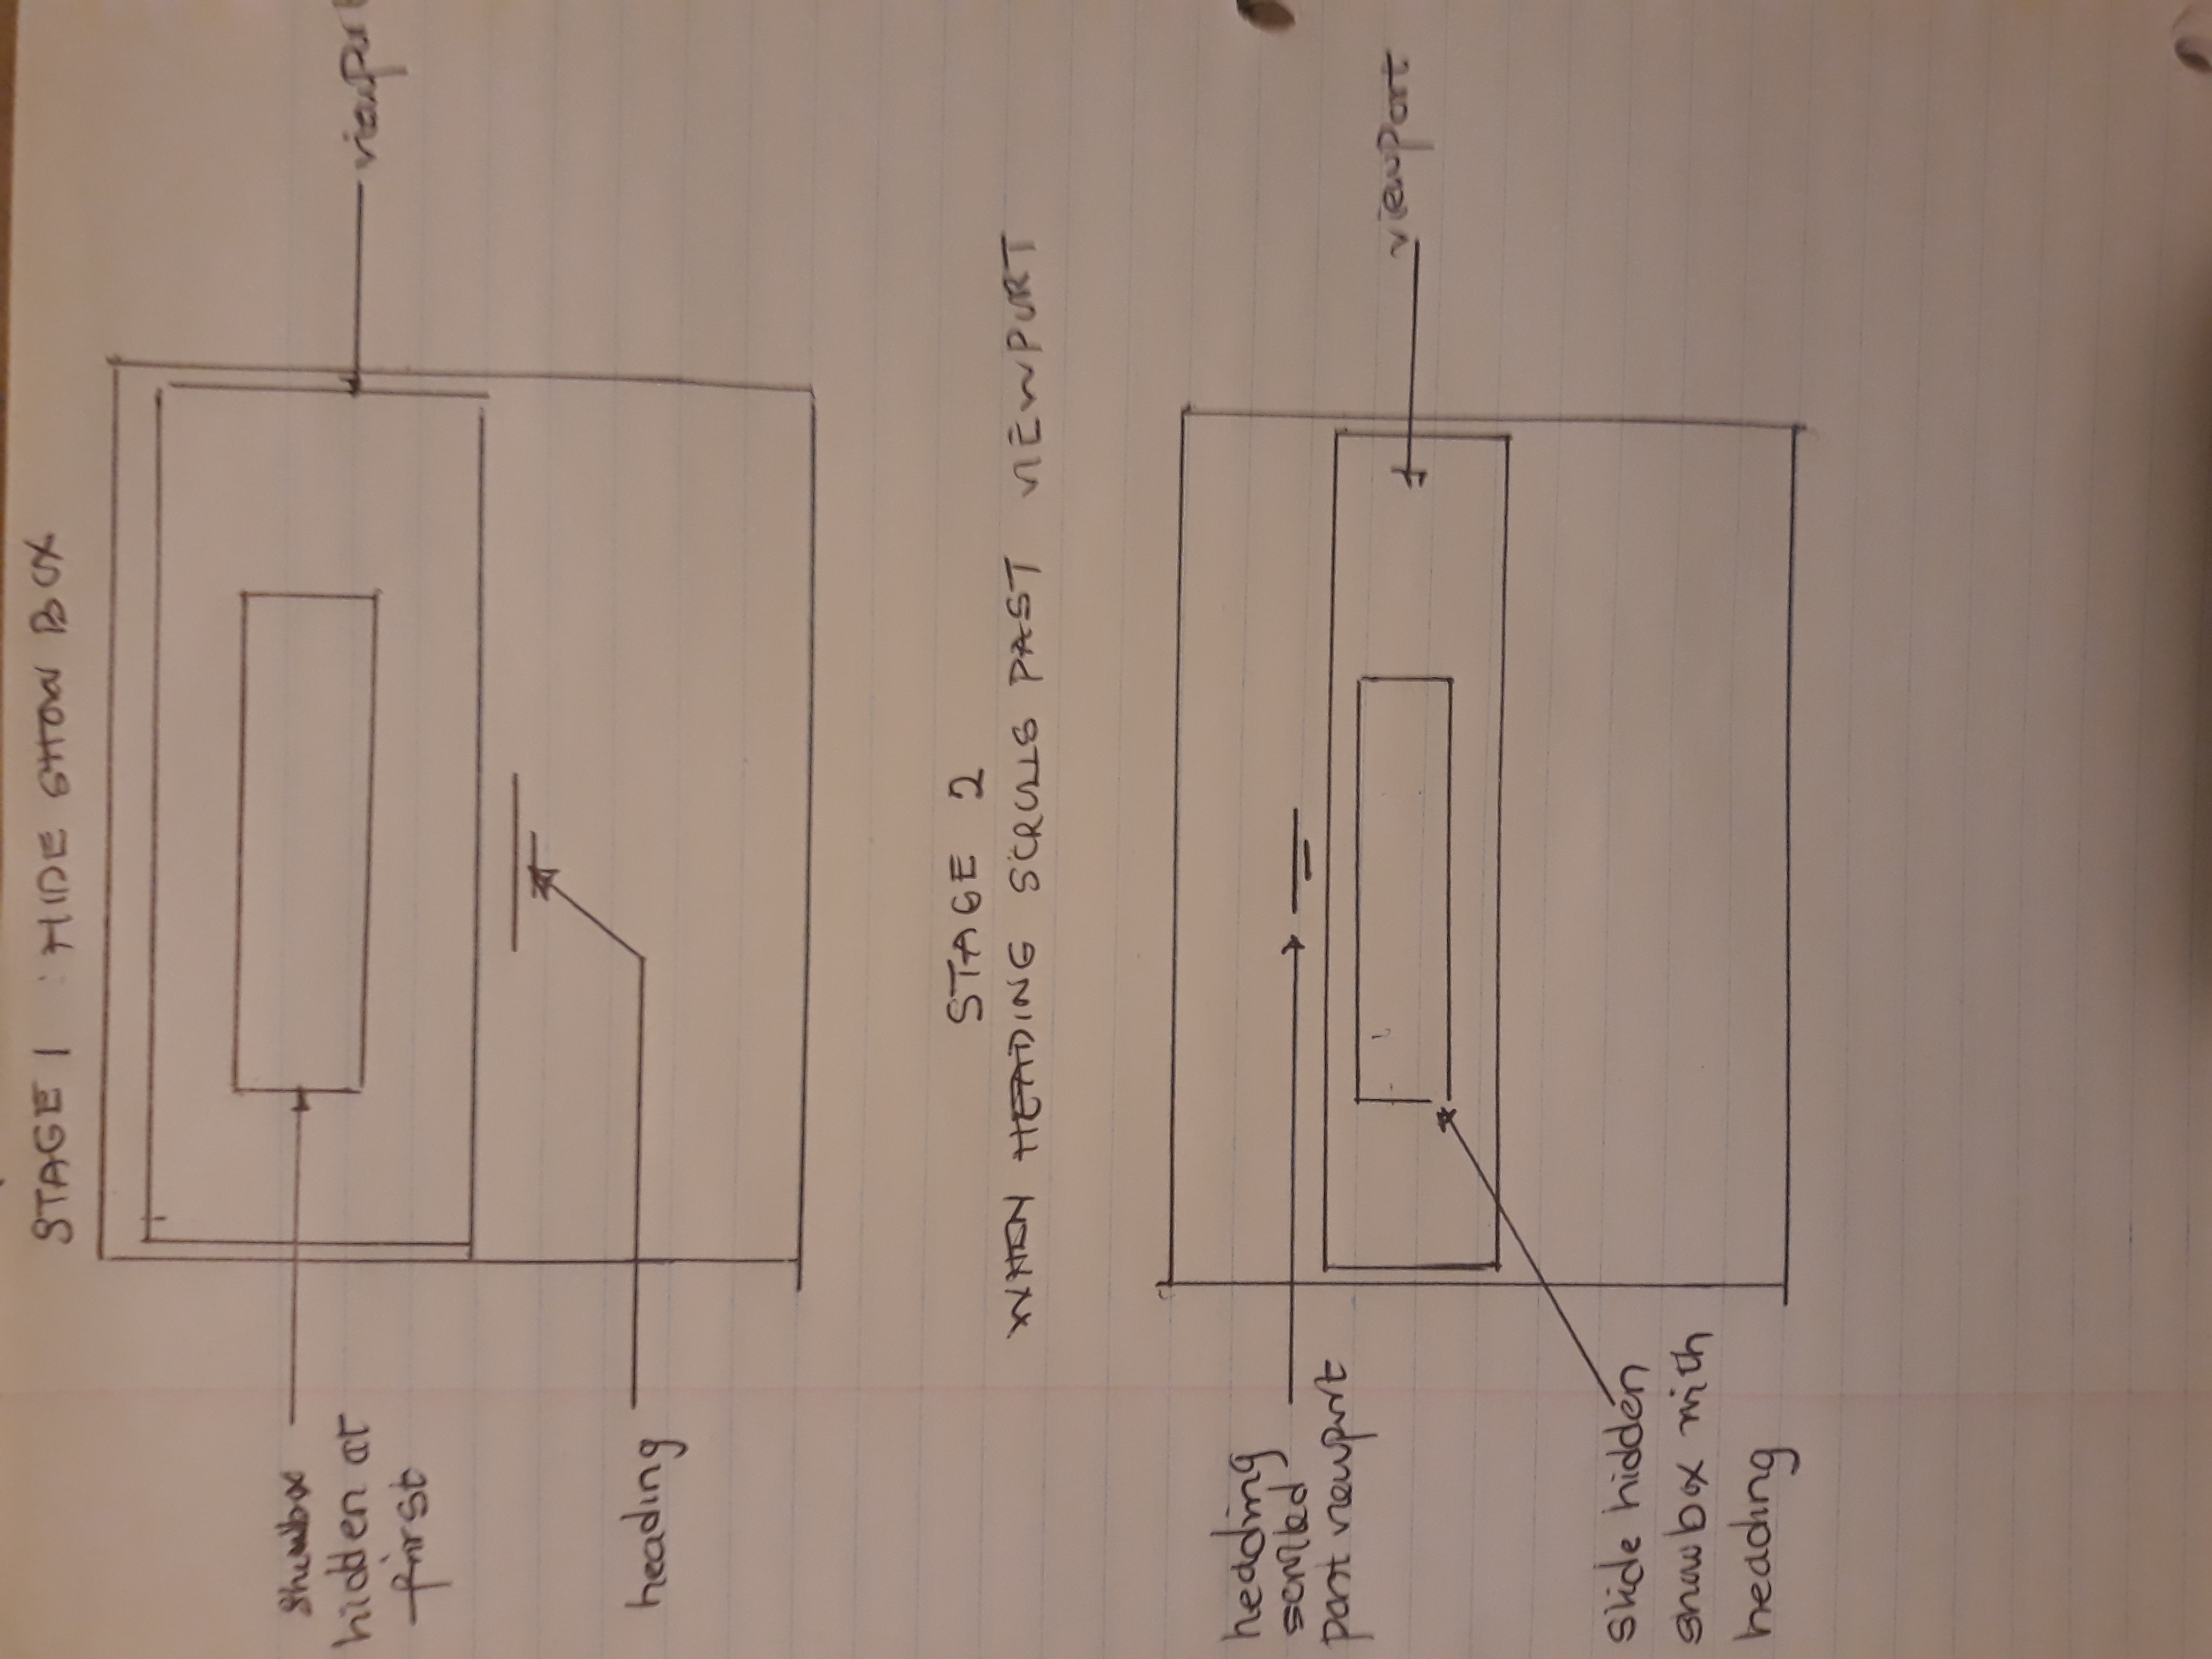 STAGE 1 : HIDE SHOW BOX
Showbox
hidden at
first
viewport
heading
STAGE 2
WHEN HEADING SCROLLS PAST VIEWPORT
heading
scrolled
past viewport
viewport
slide hidden
showbox with
heading